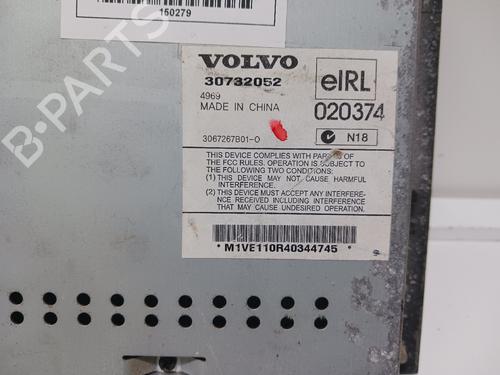 150279
VOLVO
30732052
4969
MADE IN CHINA
3067267B01-0
eIRL
020374
N18
THIS DEVICE COMPLIES WITH PART 15 OF
THE FCC RULES. OPERATION IS SUBJECT TO
THE FOLLOWING TWO CONDITIONS:
(1) THIS DEVICE MAY NOT CAUSE HARMFUL
INTERFERENCE.
(2) THIS DEVICE MUST ACCEPT ANY INTERFERE-
NCE RECEIVED INCLUDING INTERFERENCE
THAT MAY CAUSE UNDESIRED OPERATION.
M1VE110R40344745
B-PARTS